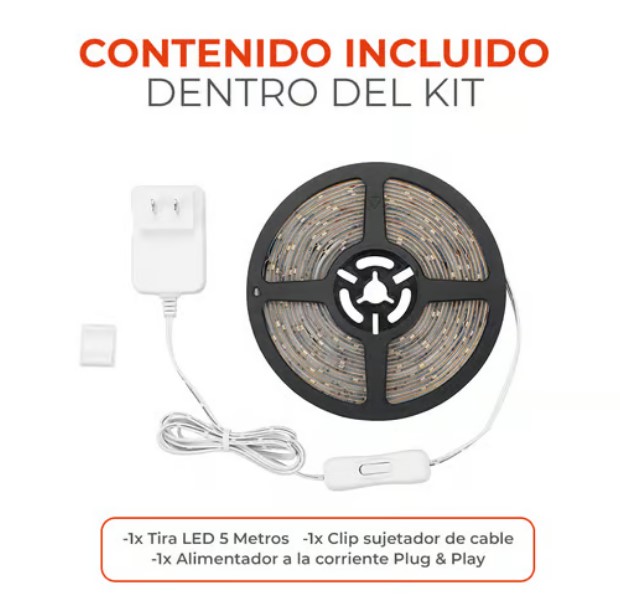 CONTENIDO INCLUIDO
DENTRO DEL KIT
-1x Tira LED 5 Metros -1x Clip sujetador de cable
-1x Alimentador a la corriente Plug & Play